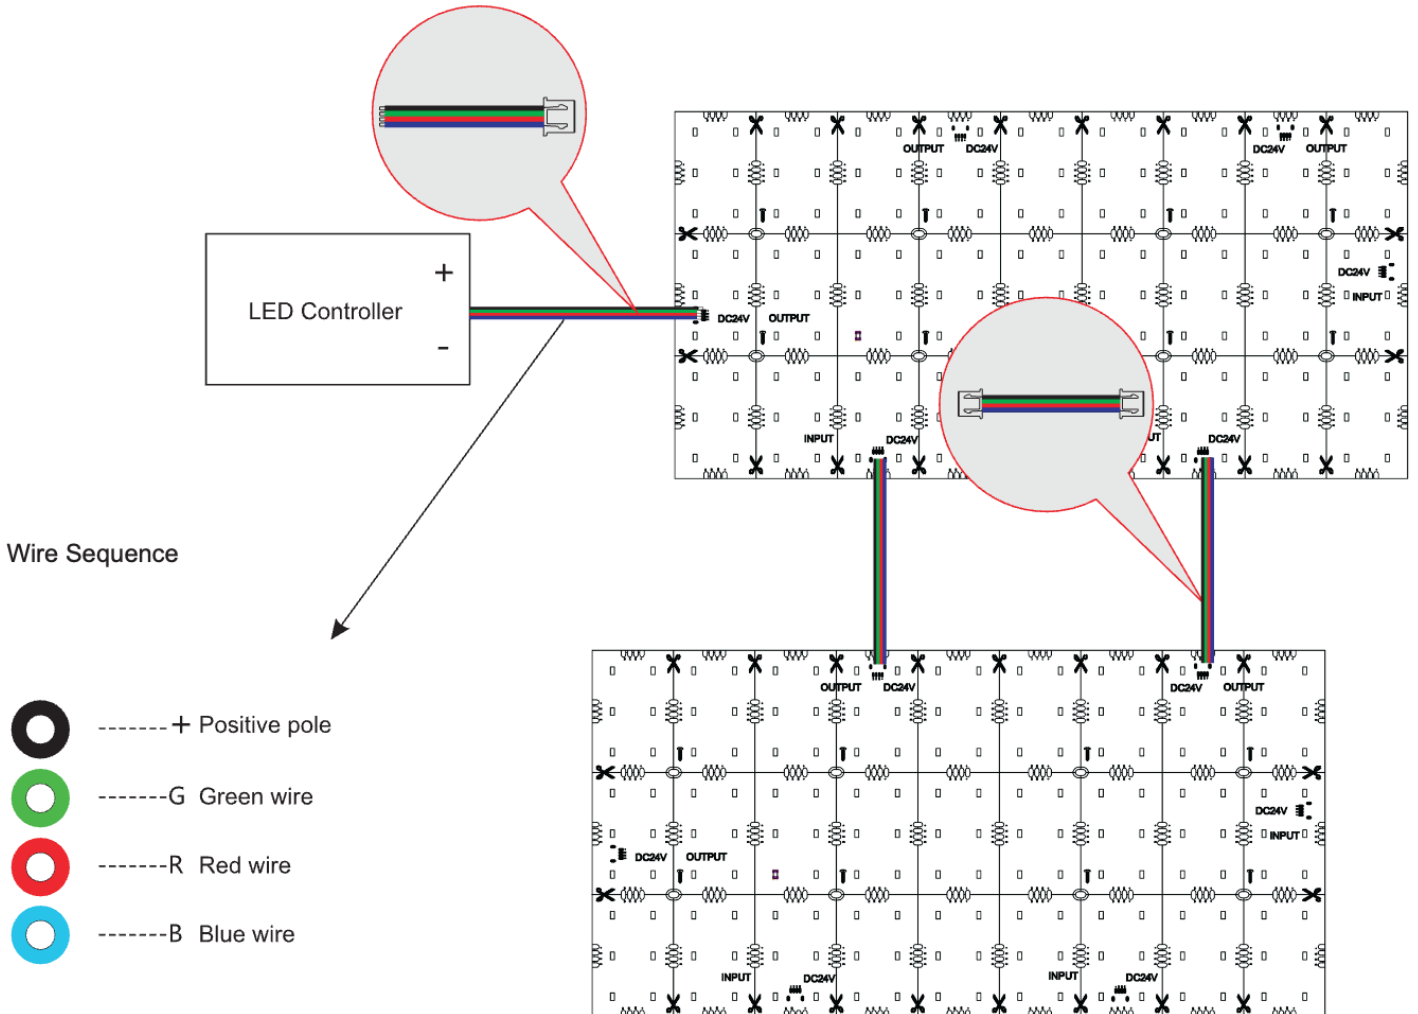 OUTPUT DC24V
DC24V OUTPUT
DC24V
INPUT
+
LED Controller
-
DC24V OUTPUT
INPUT DC24V
UT DC24V
Wire Sequence
OUTPUT DC24V
DC24V OUTPUT
+ Positive pole
G Green wire
R Red wire
B Blue wire
DC24V
INPUT
DC24V OUTPUT
INPUT DC24V
INPUT DC24V